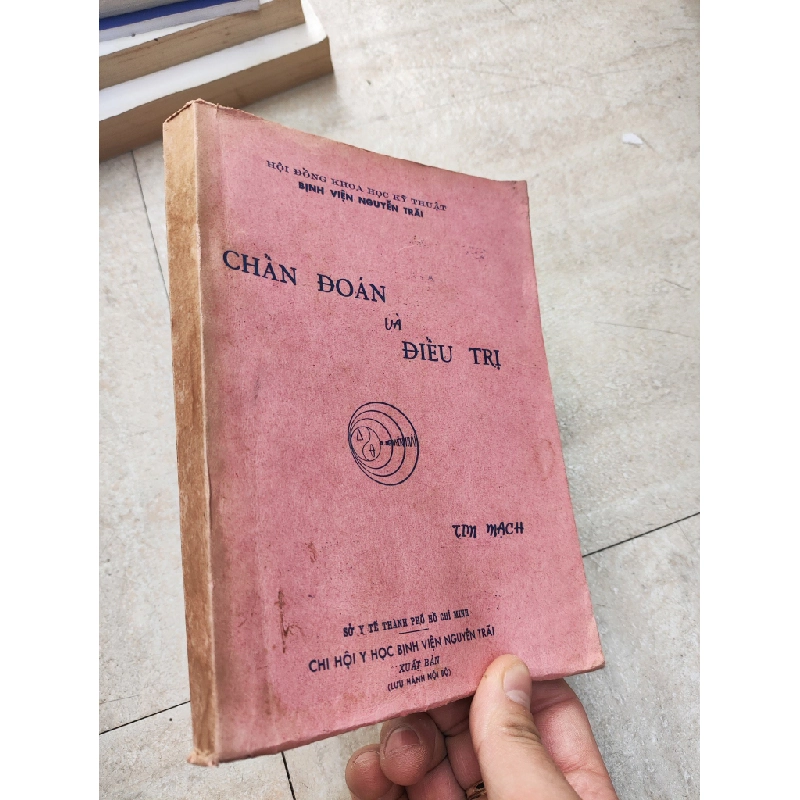 HỘI ĐỒNG KHOA HỌC KỸ THUẬT
BỊNH VIỆN NGUYỄN TRÃI
CHẨN ĐOÁN
VÀ
ĐIỀU TRỊ
TIM MẠCH
SỞ Y TẾ THÀNH PHỐ HỒ CHÍ MINH
CHI HỘI Y HỌC BỊNH VIỆN NGUYỄN TRÃI
XUẤT BẢN
(LƯU HÀNH NỘI BỘ)